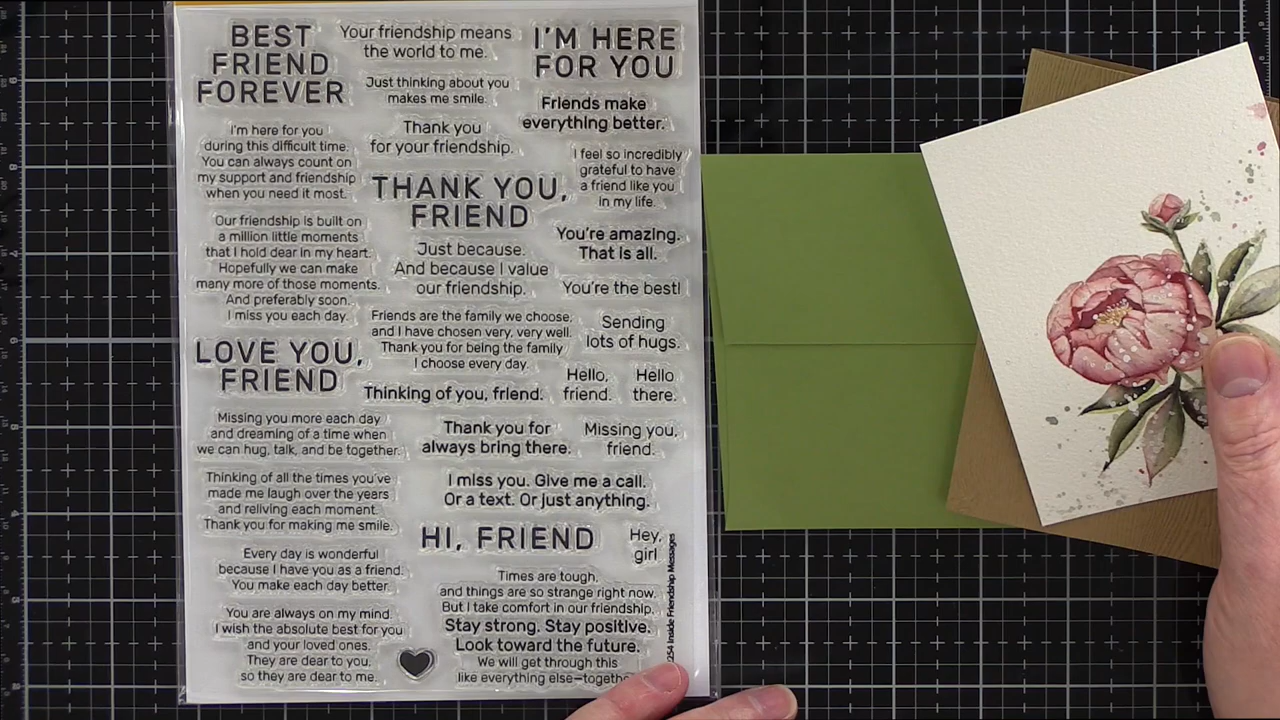 BEST
FRIEND
FOREVER
Your friendship means
the world to me.
Just thinking about you
makes me smile.
Thank you
for your friendship.
I'M HERE
FOR YOU
Friends make
everything better.
I'm here for you
during this difficult time.
You can always count on
my support and friendship
when you need it most.
THANK YOU,
FRIEND
I feel so incredibly
grateful to have
a friend like you
in my life.
Our friendship is built on
a million little moments
that I hold dear in my heart.
Hopefully we can make
many more of those moments.
And preferably soon.
I miss you each day.
Just because.
And because I value
our friendship.
You're amazing.
That is all.
You're the best!
Friends are the family we choose,
and I have chosen very, very well.
Thank you for being the family
I choose every day.
Sending
lots of hugs.
LOVE YOU,
FRIEND
Thinking of you, friend.
Hello,
friend.
Hello
there.
Missing you more each day
and dreaming of a time when
we can hug, talk, and be together.
Thank you for
always bring there.
Missing you,
friend.
Thinking of all the times you've
made me laugh over the years
and reliving each moment.
Thank you for making me smile.
I miss you. Give me a call.
Or a text. Or just anything.
HI, FRIEND
Hey,
girl
Every day is wonderful
because I have you as a friend.
You make each day better.
Times are tough,
and things are so strange right now.
But I take comfort in our friendship.
Stay strong. Stay positive.
Look toward the future.
We will get through this
like everything else—togethe
You are always on my mind.
I wish the absolute best for you
and your loved ones.
They are dear to you,
so they are dear to me.
254 Inside Friendship Messages